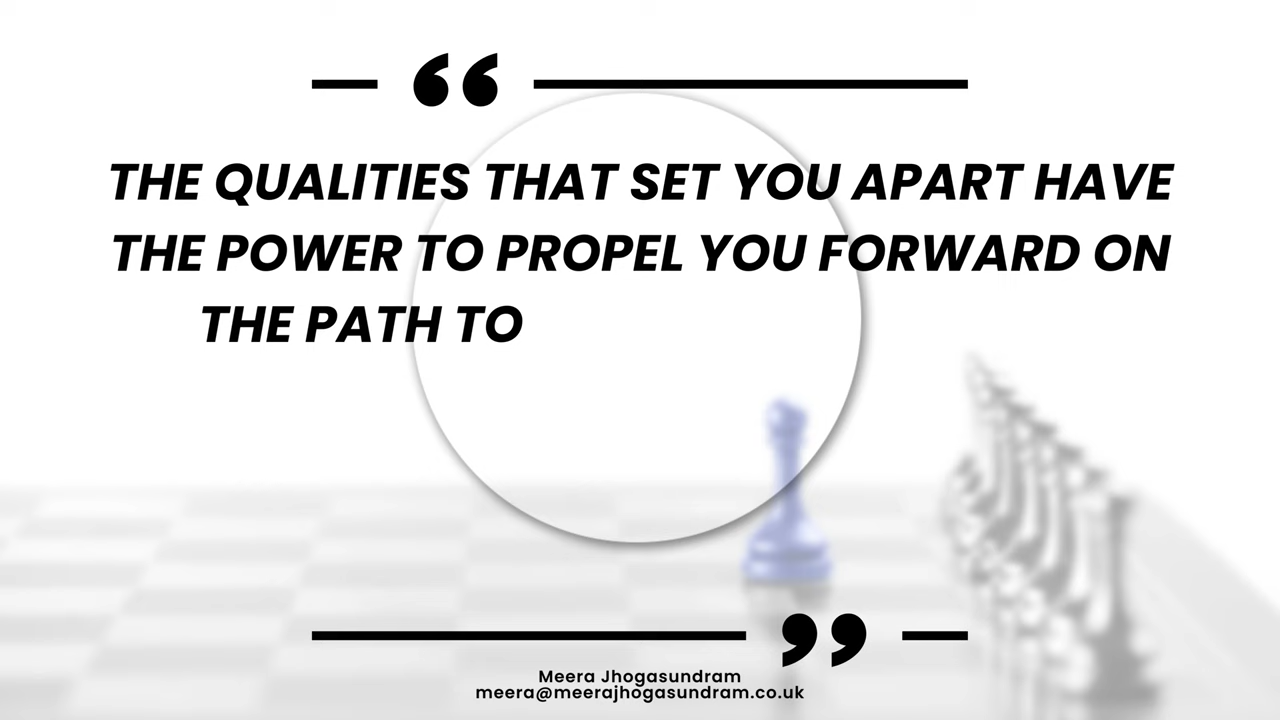 “
THE QUALITIES THAT SET YOU APART HAVE
THE POWER TO PROPEL YOU FORWARD ON
THE PATH TO
”
Meera Jhogasundram
meera@meerajhogasundram.co.uk